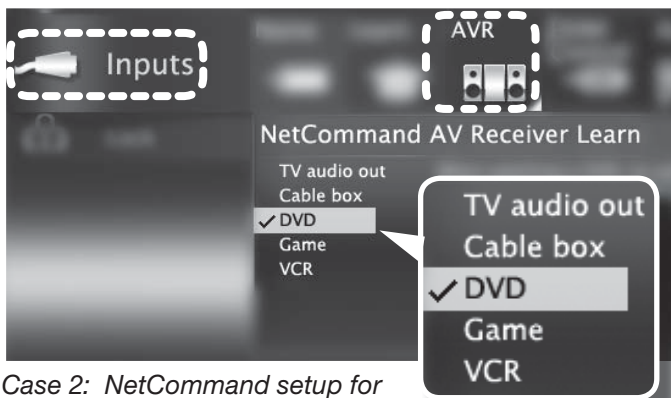 AVR
Inputs
NetCommand AV Receiver Learn
TV audio out
Cable box
✓ DVD
Game
VCR
TV audio out
Cable box
✓ DVD
Game
VCR
Case 2: NetCommand setup for